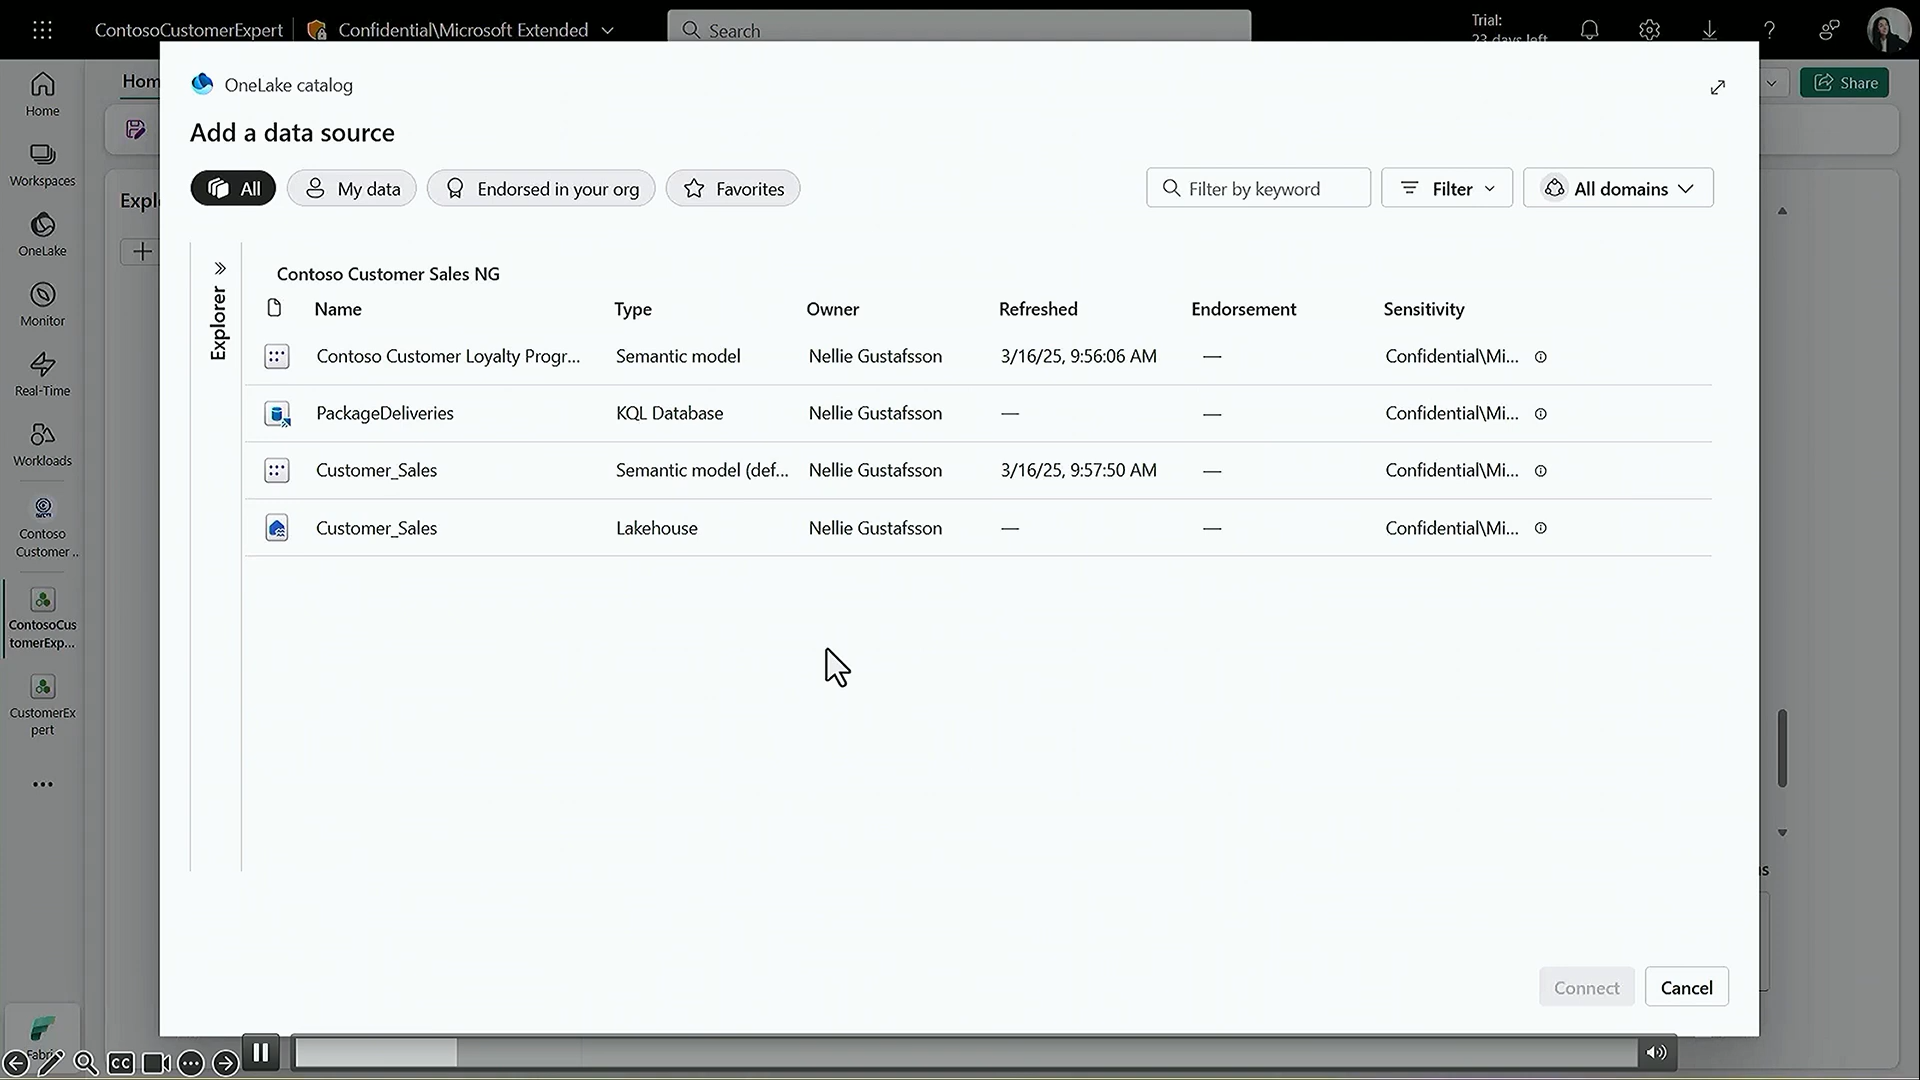 ContosoCustomerExpert
Confidential\Microsoft Extended
Search
Trial:
23 days left
Home
Workspaces
OneLake
Monitor
Real-Time
Workloads
Contoso
Customer ..
ContosoCus
tomerExp...
CustomerEx
pert
Fabric
Hom
Share
Expl
OneLake catalog
Add a data source
All
My data
Endorsed in your org
Favorites
Filter by keyword
Filter
All domains
Explorer
Contoso Customer Sales NG
Name Type Owner Refreshed Endorsement Sensitivity
Contoso Customer Loyalty Progr... Semantic model Nellie Gustafsson 3/16/25, 9:56:06 AM — Confidential\Mi...
PackageDeliveries KQL Database Nellie Gustafsson — — Confidential\Mi...
Customer_Sales Semantic model (def... Nellie Gustafsson 3/16/25, 9:57:50 AM — Confidential\Mi...
Customer_Sales Lakehouse Nellie Gustafsson — — Confidential\Mi...
Connect
Cancel
CC